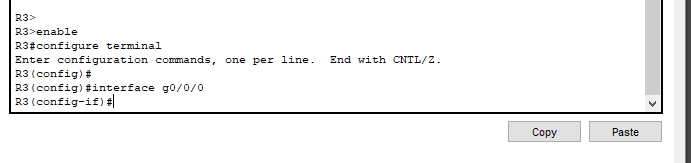 R3>
R3>enable
R3#configure terminal
Enter configuration commands, one per line.  End with CNTL/Z.
R3(config)#
R3(config)#interface g0/0/0
R3(config-if)#
Copy
Paste